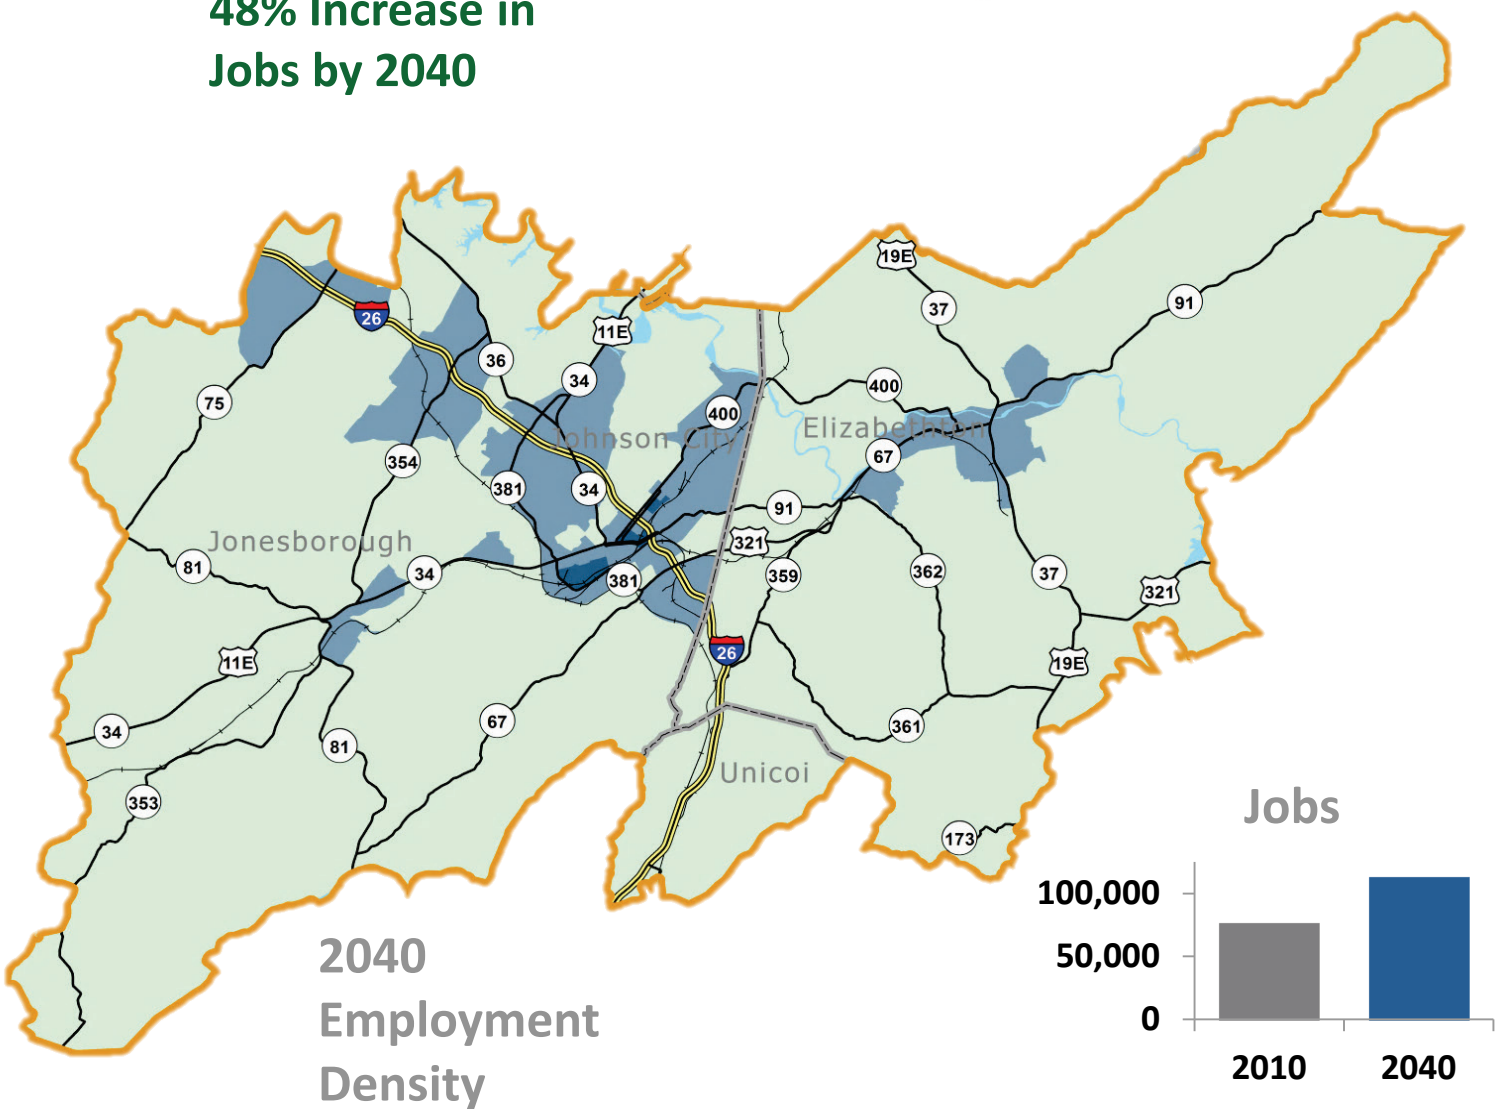 48% Increase in
Jobs by 2040
19E
26
37
91
11E
36
34
75
400
400
Johnson City
Elizabethton
67
354
381
34
91
321
Jonesborough
81
34
381
359
362
37
321
11E
26
19E
34
67
361
81
Unicoi
353
173
Jobs
100,000
50,000
0
2010
2040
2040
Employment
Density